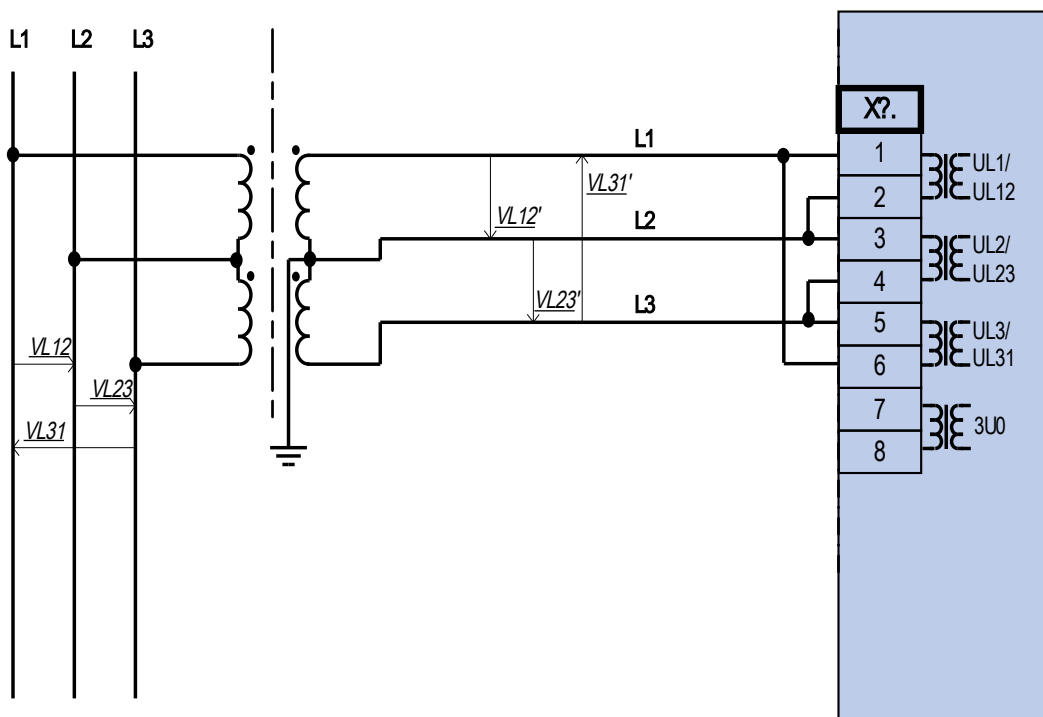 L1 L2 L3
X?.
L1
1
UL1/
VL31'
2
UL12
VL12'
L2
3
UL2/
4
UL23
VL23'
L3
5
UL3/
VL12
6
UL31
VL23
7
3U0
VL31
8